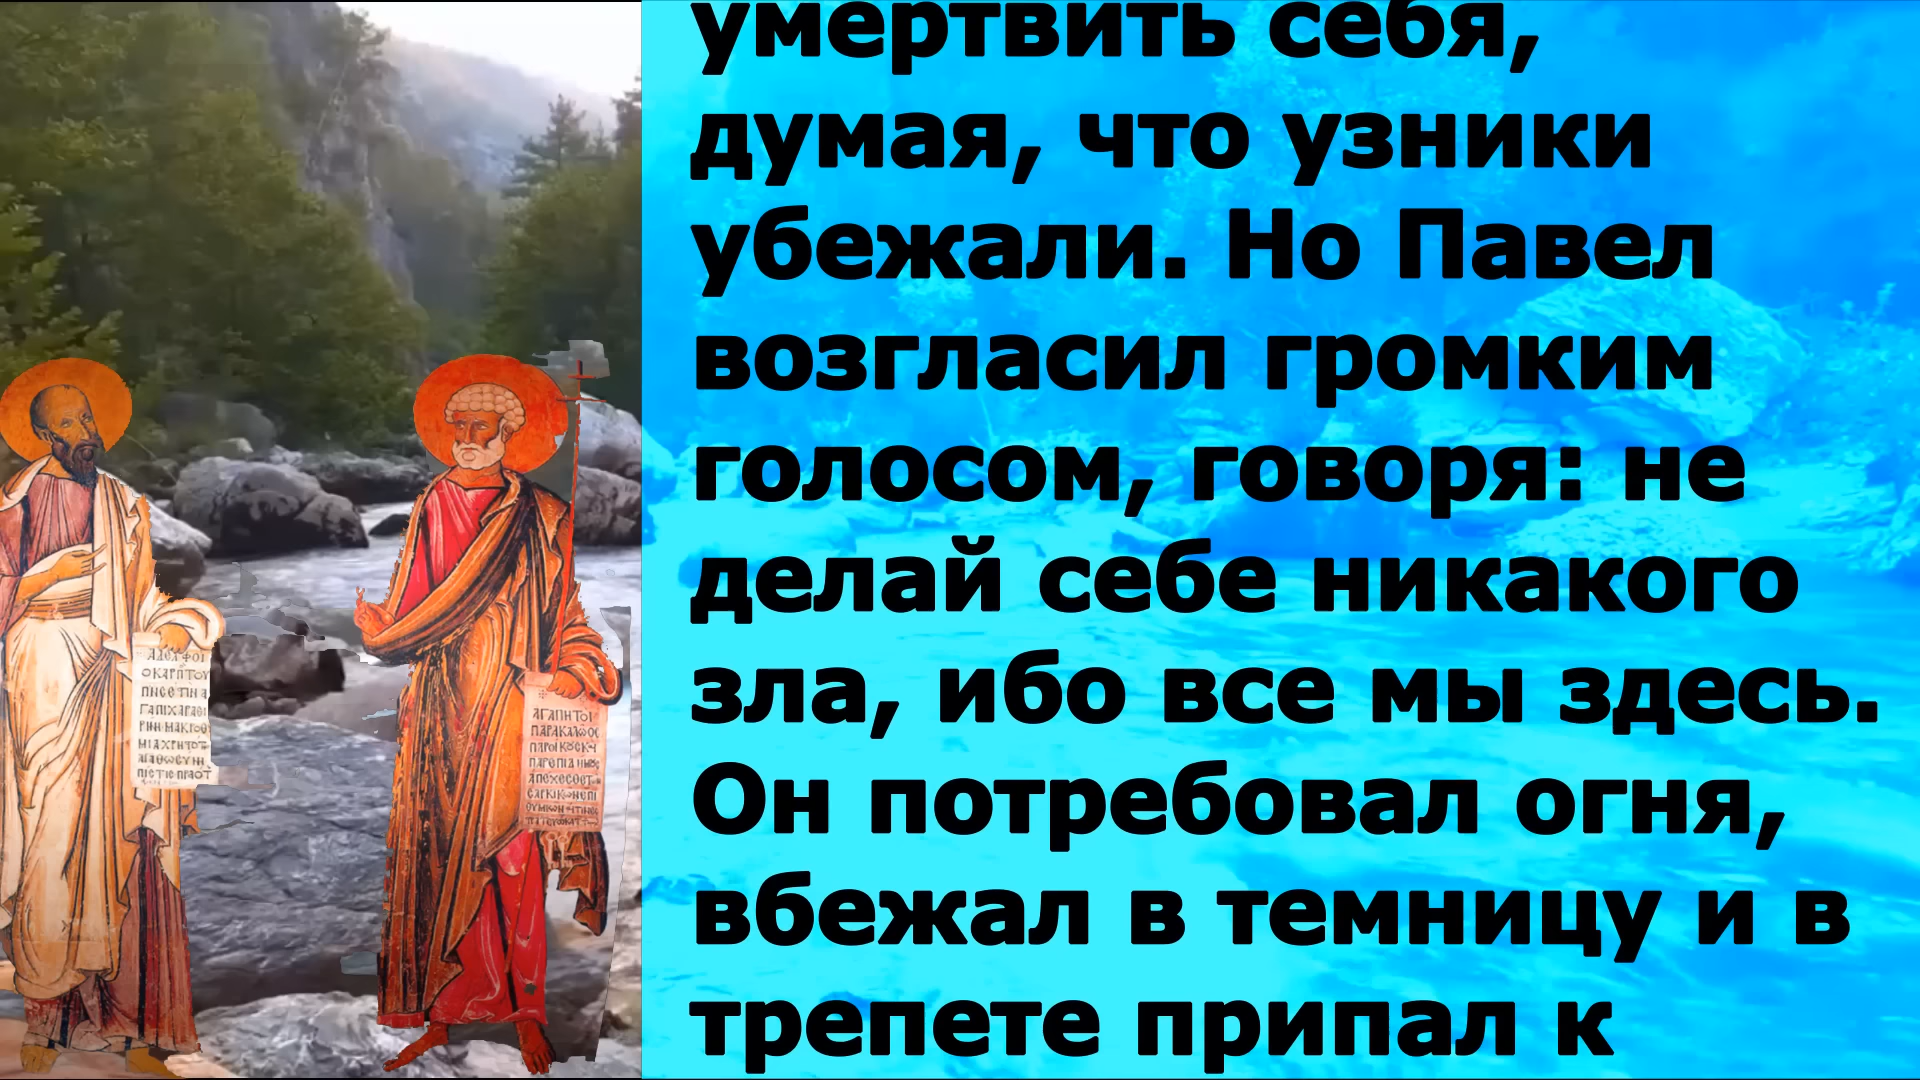 умертвить себя,
думая, что узники
убежали. Но Павел
возгласил громким
голосом, говоря: не
делай себе никакого
зла, ибо все мы здесь.
Он потребовал огня,
вбежал в темницу и в
трепете припал к
ΑΓΑΠΗΤΟΙ